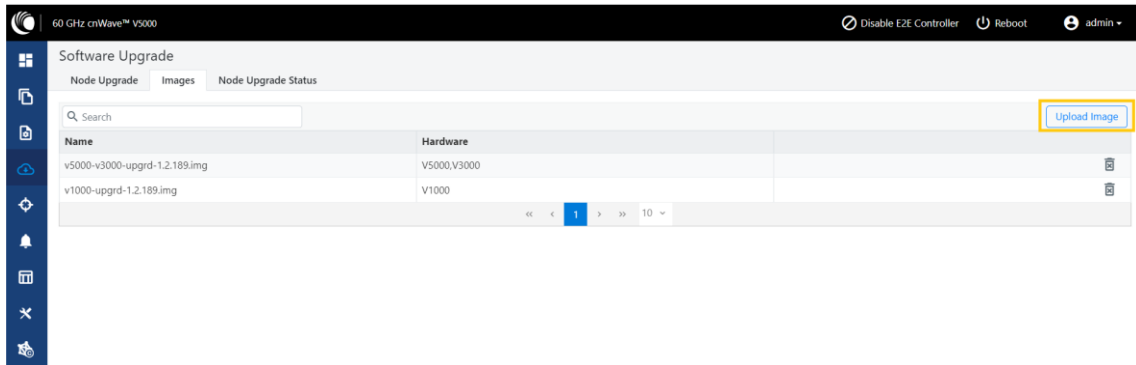 60 GHz cnWave™ V5000 Disable E2E Controller Reboot admin
Software Upgrade
Node Upgrade Images Node Upgrade Status
Search Upload Image
Name Hardware
v5000-v3000-upgrd-1.2.189.img V5000,V3000
v1000-upgrd-1.2.189.img V1000
« ‹ 1 › » 10